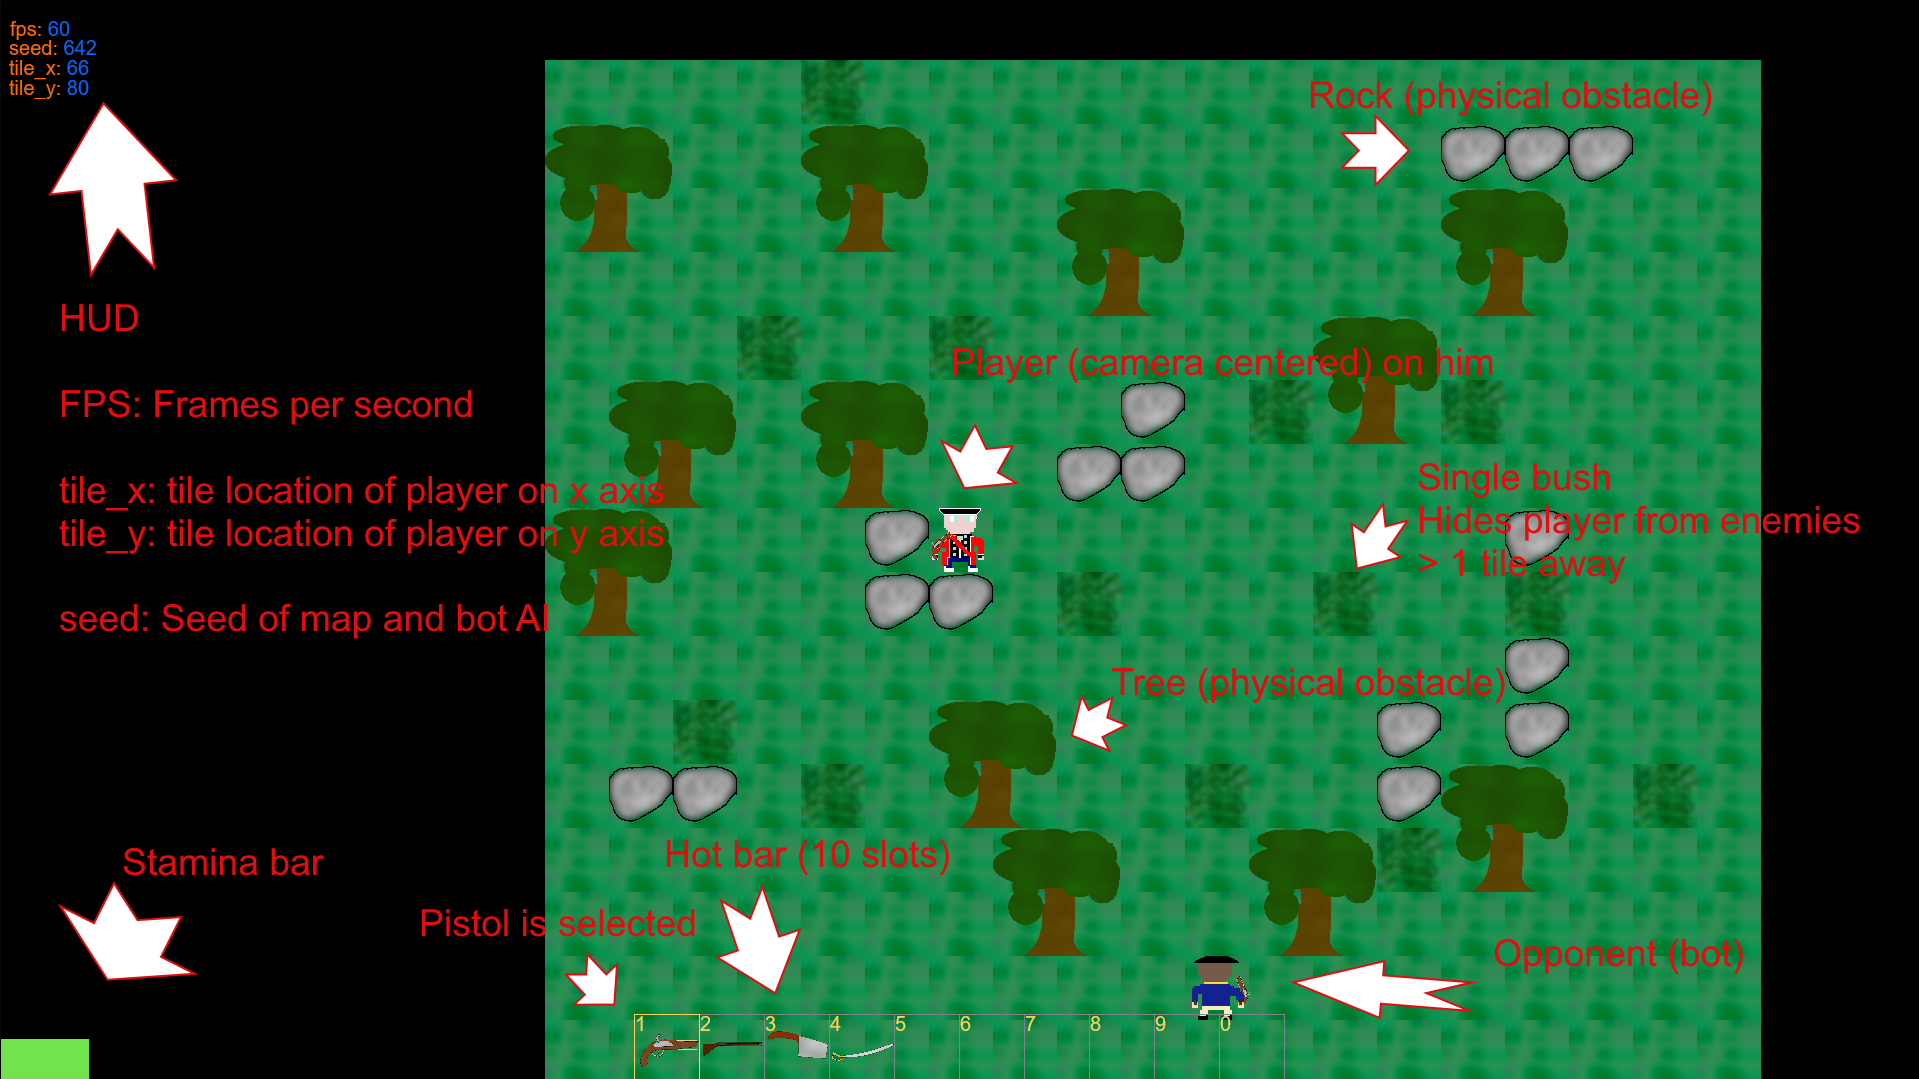 fps: 60
seed: 642
tile_x: 66
tile_y: 80
Rock (physical obstacle)
HUD
Player (camera centered) on him
FPS: Frames per second
Single bush
Hides player from enemies
> 1 tile away
tile_x: tile location of player on x axis
tile_y: tile location of player on y axis
seed: Seed of map and bot AI
Tree (physical obstacle)
Hot bar (10 slots)
Stamina bar
Pistol is selected
Opponent (bot)
1 2 3 4 5 6 7 8 9 0